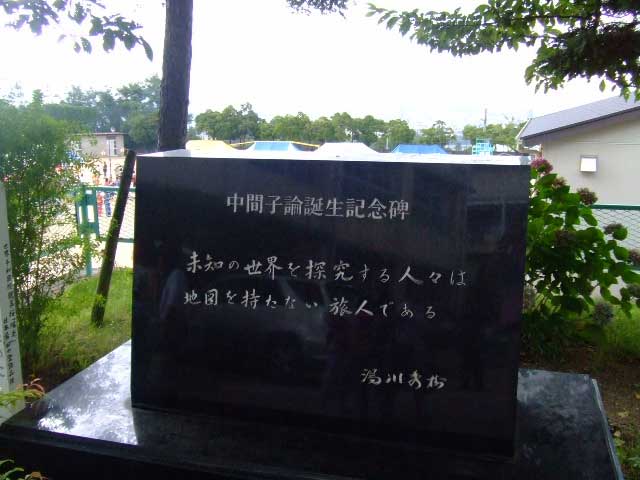 中間子論誕生記念碑
未知の世界を探究する人々は
地図を持たない旅人である
湯川秀樹